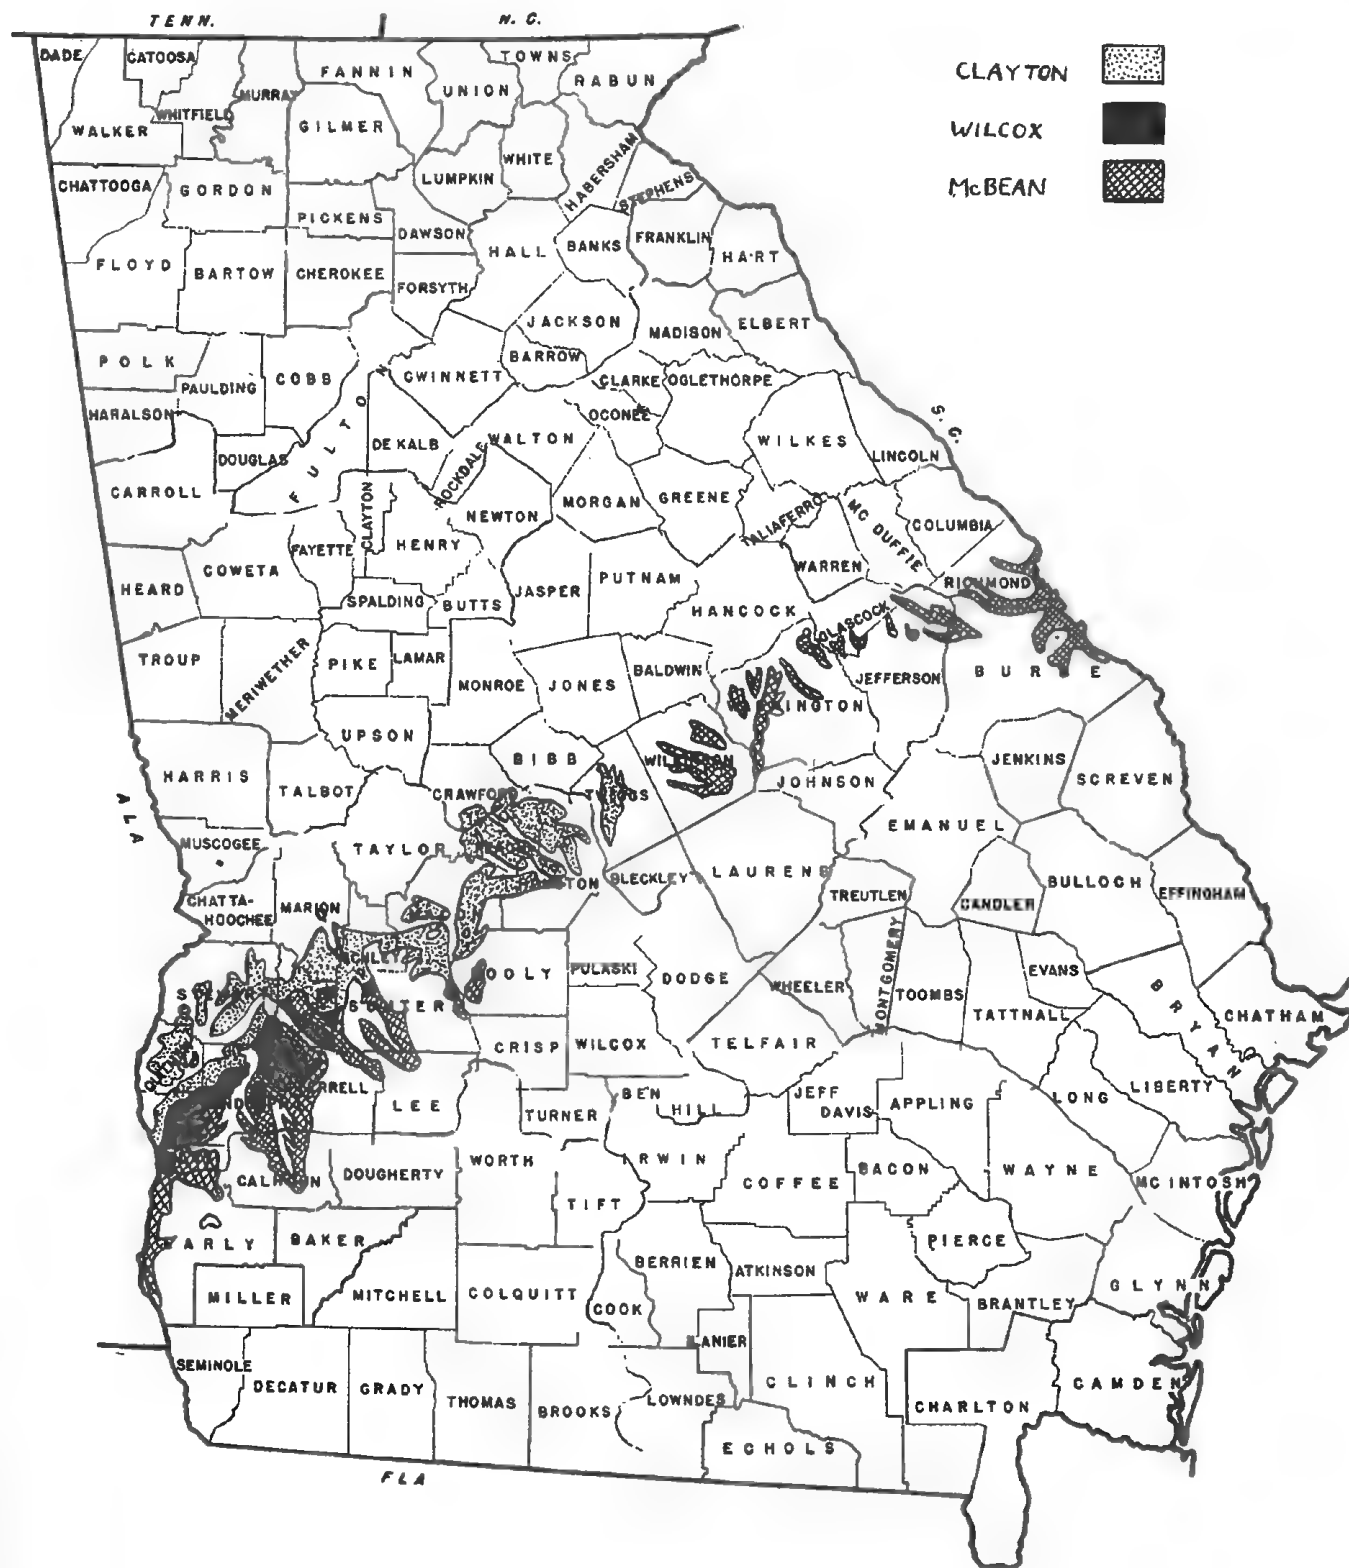 TENN.
N. C.
DADE
CATOOSA
FANNIN
TOWNS
UNION
RABUN
CLAYTON
WILCOX
McBEAN
MURRAY
WHITFIELD
WALKER
GILMER
WHITE
LUMPKIN
HABERSHAM
STEPHENS
CHATTOOGA
GORDON
PICKENS
DAWSON
HALL
BANKS
FRANKLIN
HART
FLOYD
BARTOW
CHEROKEE
FORSYTH
JACKSON
MADISON
ELBERT
POLK
PAULDING
COBB
GWINNETT
BARROW
CLARKE
OGLETHORPE
HARALSON
FULTON
OCONEE
S. C.
DOUGLAS
DE KALB
ROCKDALE
WALTON
WILKES
LINCOLN
CARROLL
CLAYTON
NEWTON
MORGAN
GREENE
TALIAFERRO
MC DUFFIE
COLUMBIA
HEARD
COWETA
FAYETTE
HENRY
WARREN
RICHMOND
SPALDING
BUTTS
JASPER
PUTNAM
HANCOCK
GLASCOCK
TROUP
MERIWETHER
PIKE
LAMAR
MONROE
JONES
BALDWIN
JEFFERSON
BURKE
UPSON
BIBB
WASHINGTON
WILKINSON
HARRIS
TALBOT
CRAWFORD
TWIGGS
JOHNSON
JENKINS
SCREVEN
ALA
MUSCOGEE
TAYLOR
EMANUEL
CHATTA-
HOOCHEE
MARION
BLECKLEY
LAURENS
TREUTLEN
CANDLER
BULLOCH
EFFINGHAM
DOOLY
PULASKI
DODGE
WHEELER
MONTGOMERY
TOOMBS
EVANS
TATTNALL
BRYAN
CHATHAM
SUMTER
CRISP
WILCOX
TELFAIR
LEE
TURNER
BEN HILL
JEFF
DAVIS
APPLING
LONG
LIBERTY
CALHOUN
DOUGHERTY
WORTH
IRWIN
TIFT
COFFEE
BACON
WAYNE
MC INTOSH
EARLY
BAKER
BERRIEN
ATKINSON
PIERCE
MILLER
MITCHELL
COLQUITT
COOK
WARE
BRANTLEY
GLYNN
SEMINOLE
DECATUR
GRADY
THOMAS
BROOKS
LANIER
LOWNDES
CLINCH
CHARLTON
CAMDEN
ECHOLS
FLA